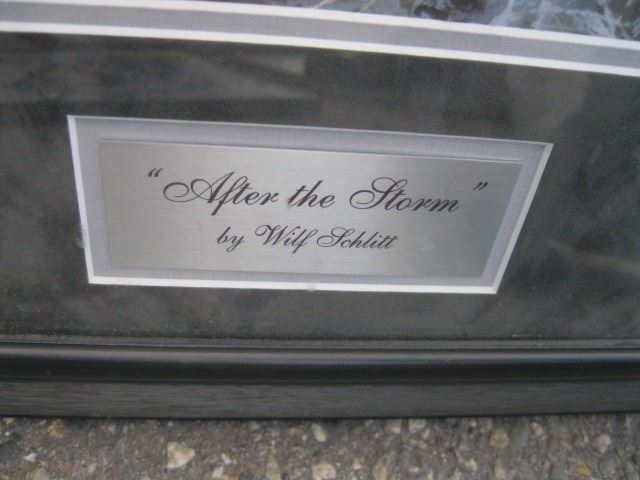 "After the Storm"
by Wilf Schlitt